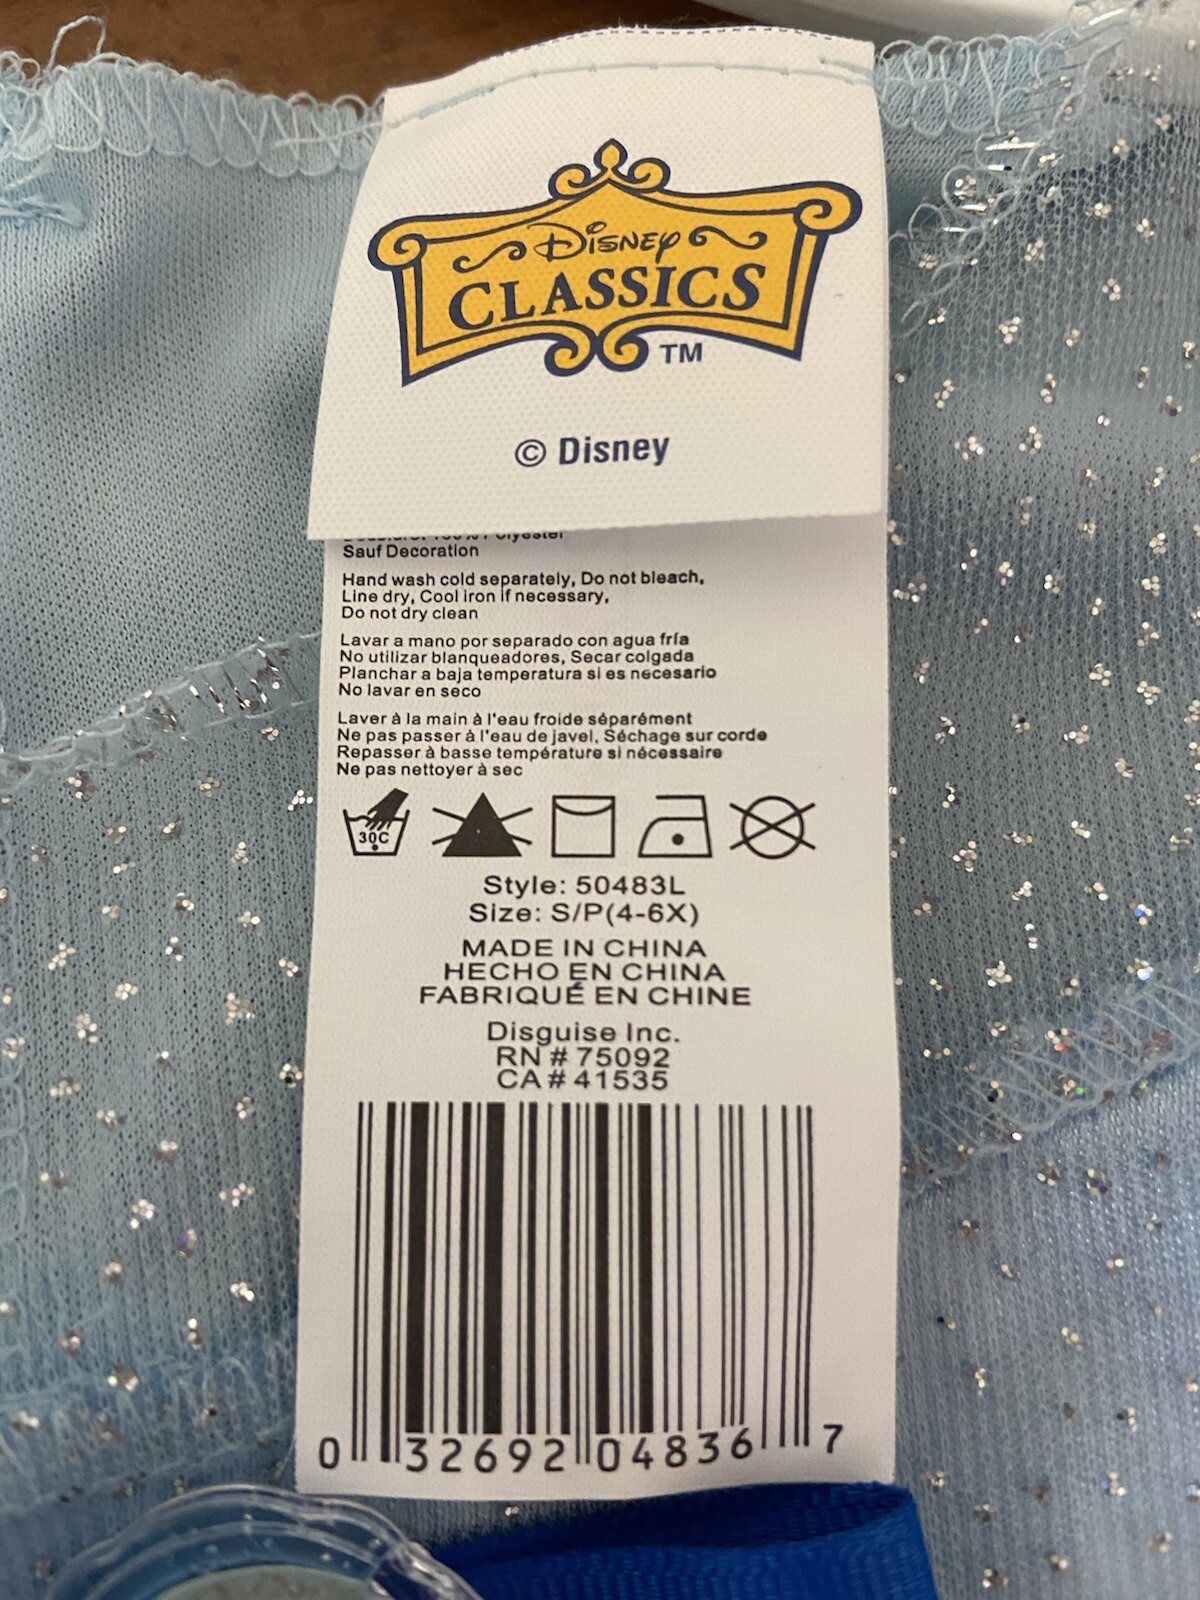 Disney
CLASSICS
TM
© Disney
100% Polyester
Sauf Decoration
Hand wash cold separately, Do not bleach,
Line dry, Cool iron if necessary,
Do not dry clean
Lavar a mano por separado con agua fría
No utilizar blanqueadores, Secar colgada
Planchar a baja temperatura si es necesario
No lavar en seco
Laver à la main à l'eau froide séparément
Ne pas passer à l'eau de javel, Séchage sur corde
Repasser à basse température si nécessaire
Ne pas nettoyer à sec
30C
Style: 50483L
Size: S/P(4-6X)
MADE IN CHINA
HECHO EN CHINA
FABRIQUÉ EN CHINE
Disguise Inc.
RN # 75092
CA # 41535
0 32692 04836 7